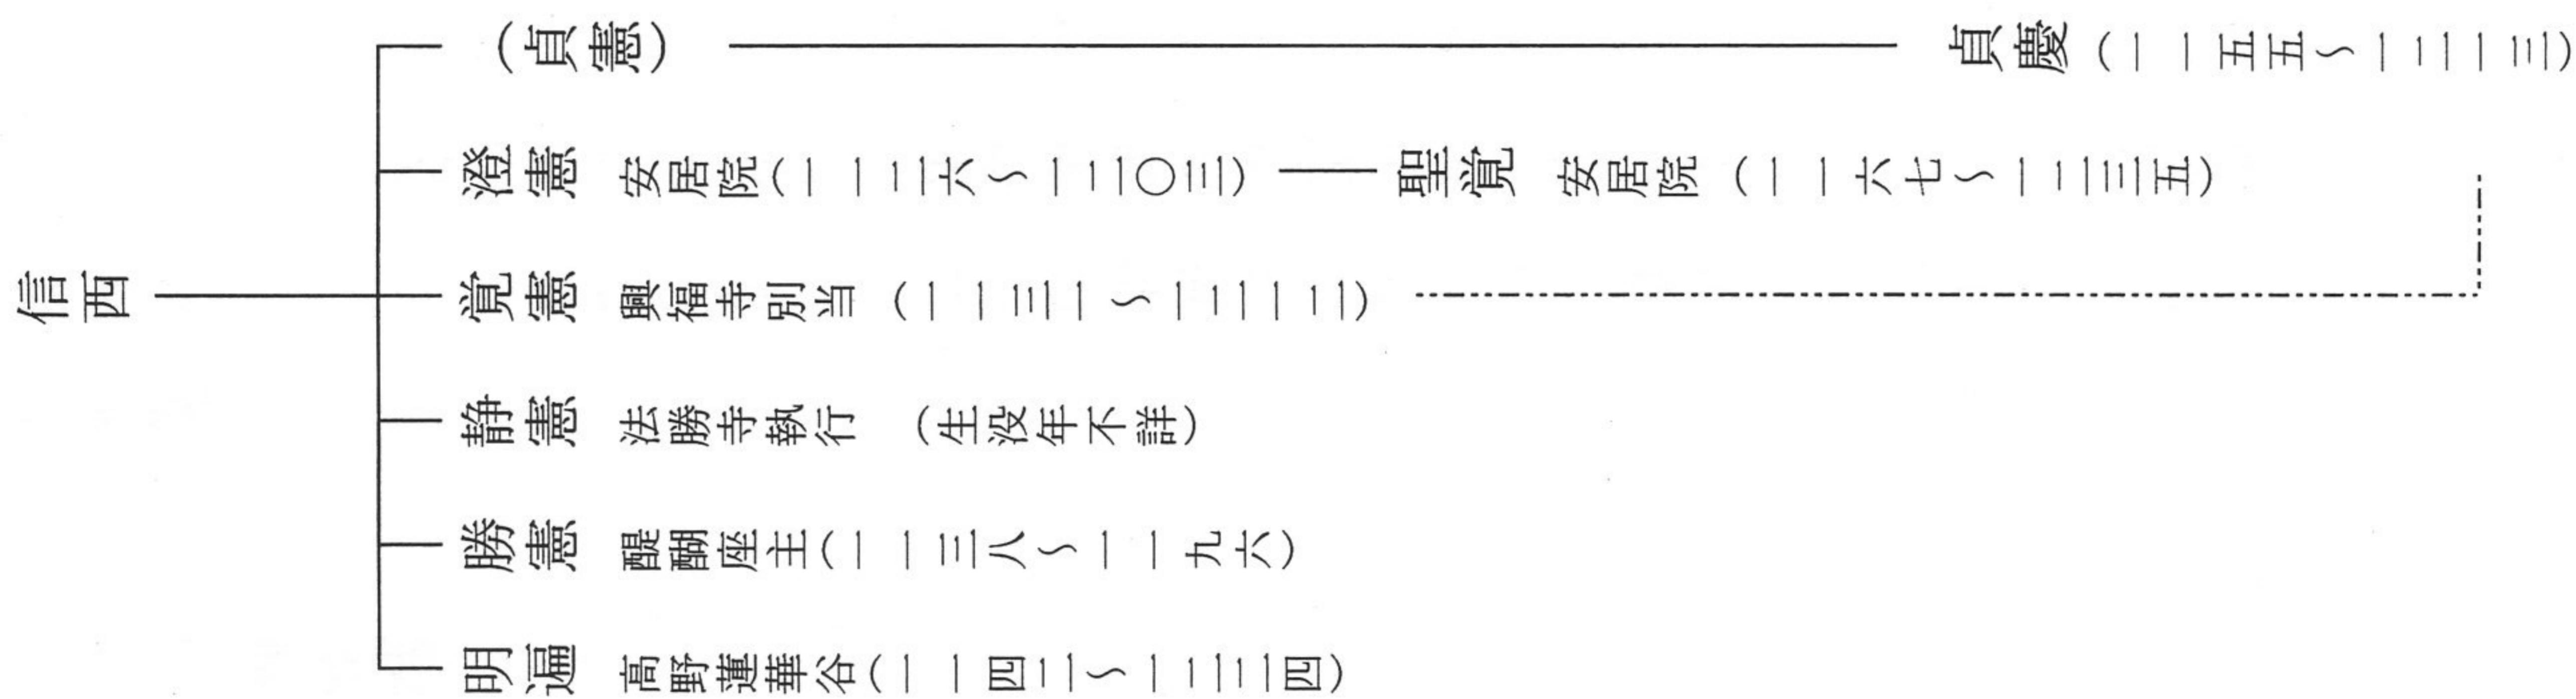 信西
（貞憲）
貞慶（一一五五～一二一三）
澄憲 安居院（一一二六～一二〇三）
聖覚 安居院（一一六七～一二三五）
覚憲 興福寺別当（一一三一～一二一二）
静憲 法勝寺執行（生没年不詳）
勝憲 醍醐座主（一一三八～一一九六）
明遍 高野蓮華谷（一一四二～一二二四）